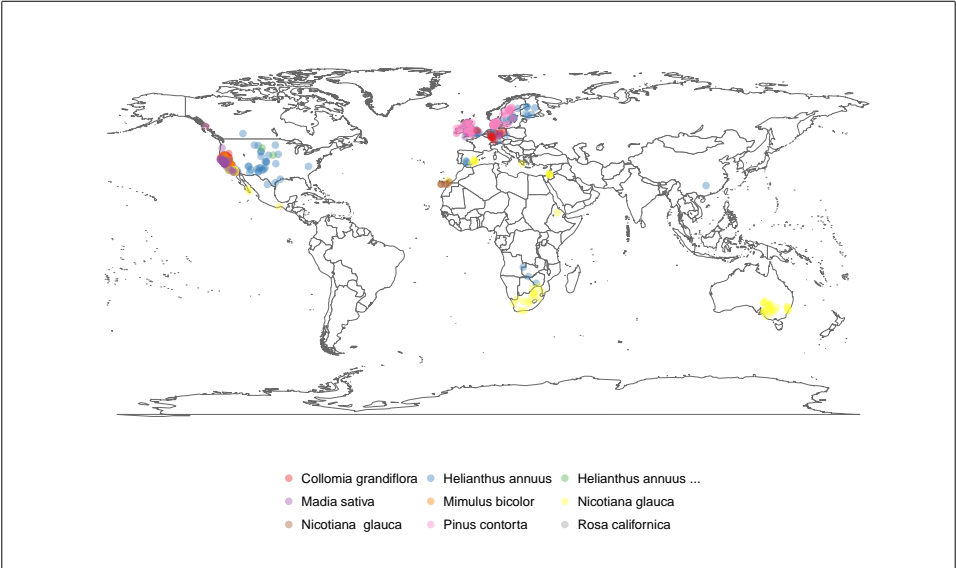 Collomia grandiflora Helianthus annuus Helianthus annuus ...
Madia sativa Mimulus bicolor Nicotiana glauca
Nicotiana  glauca Pinus contorta Rosa californica